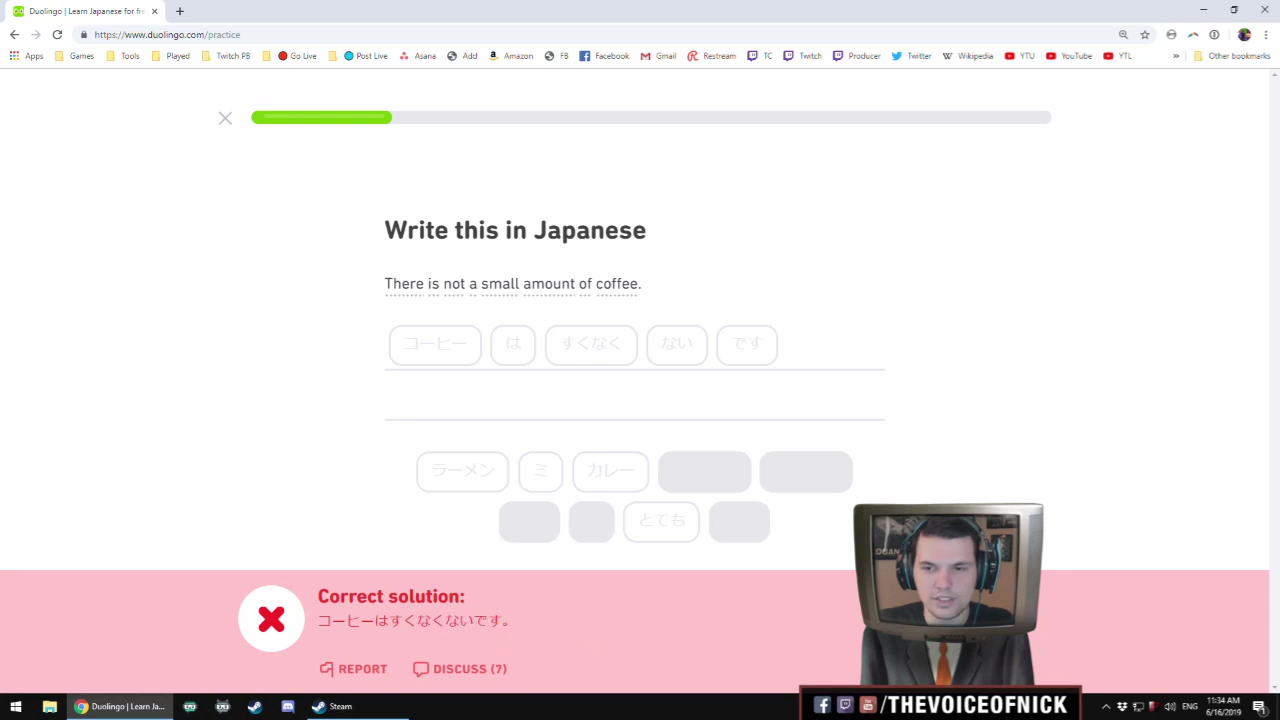 Duolingo | Learn Japanese for fre
https://www.duolingo.com/practice
Apps Games Tools Played Twitch PB Go Live Post Live Asana Add Amazon FB Facebook Gmail Restream TC Twitch Producer Twitter Wikipedia YTU YouTube YTL » Other bookmarks
Write this in Japanese
There is not a small amount of coffee.
コーヒー は すくなく ない です
ラーメン ミ カレー
とても
Correct solution:
コーヒーはすくなくないです。
REPORT DISCUSS (7)
/THEVOICEOFNICK
Duolingo | Learn Ja... Steam ENG 11:34 AM
6/16/2019